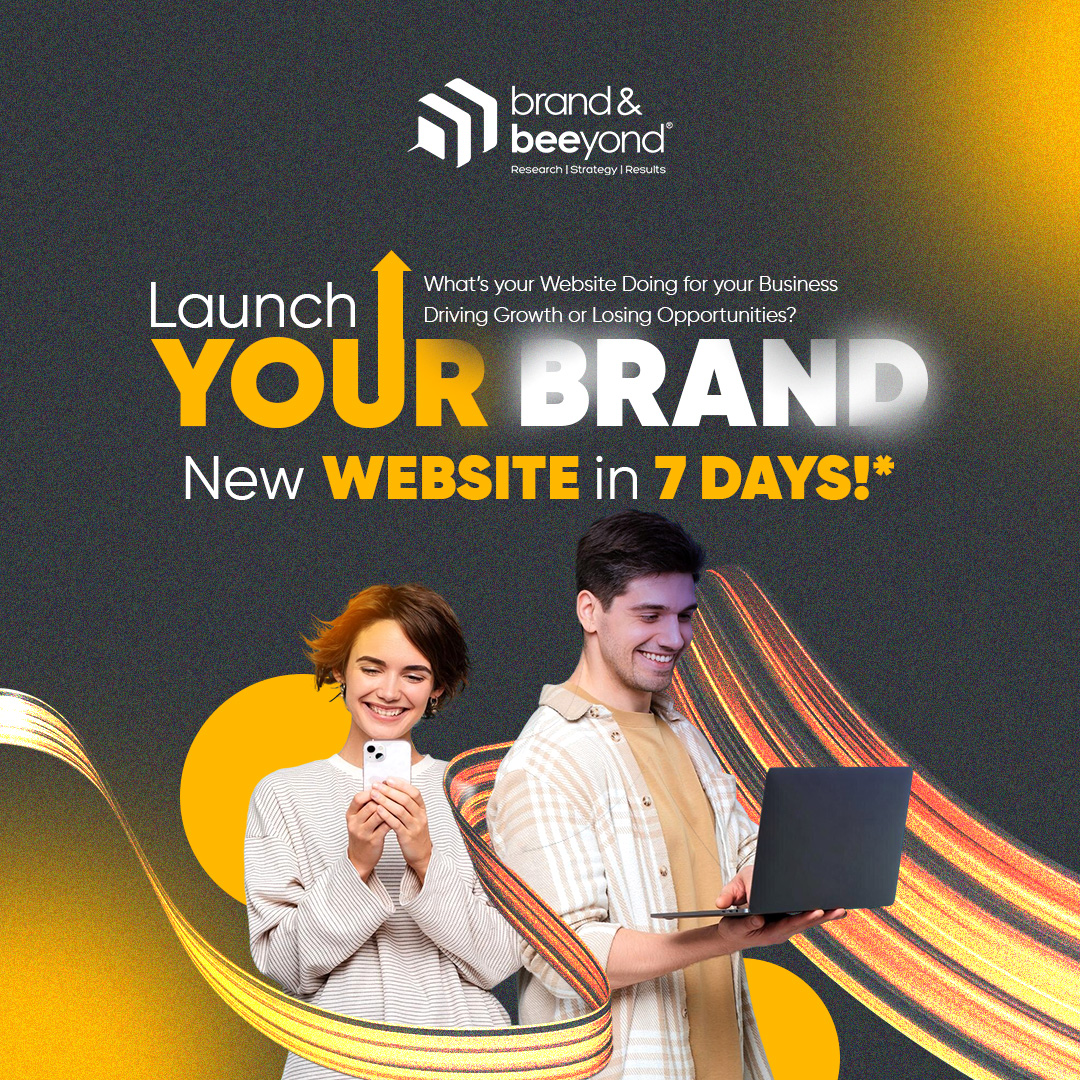 brand &
beeyond®
Research | Strategy | Results
What's your Website Doing for your Business
Driving Growth or Losing Opportunities?
Launch
YOUR BRAND
New WEBSITE in 7 DAYS!*